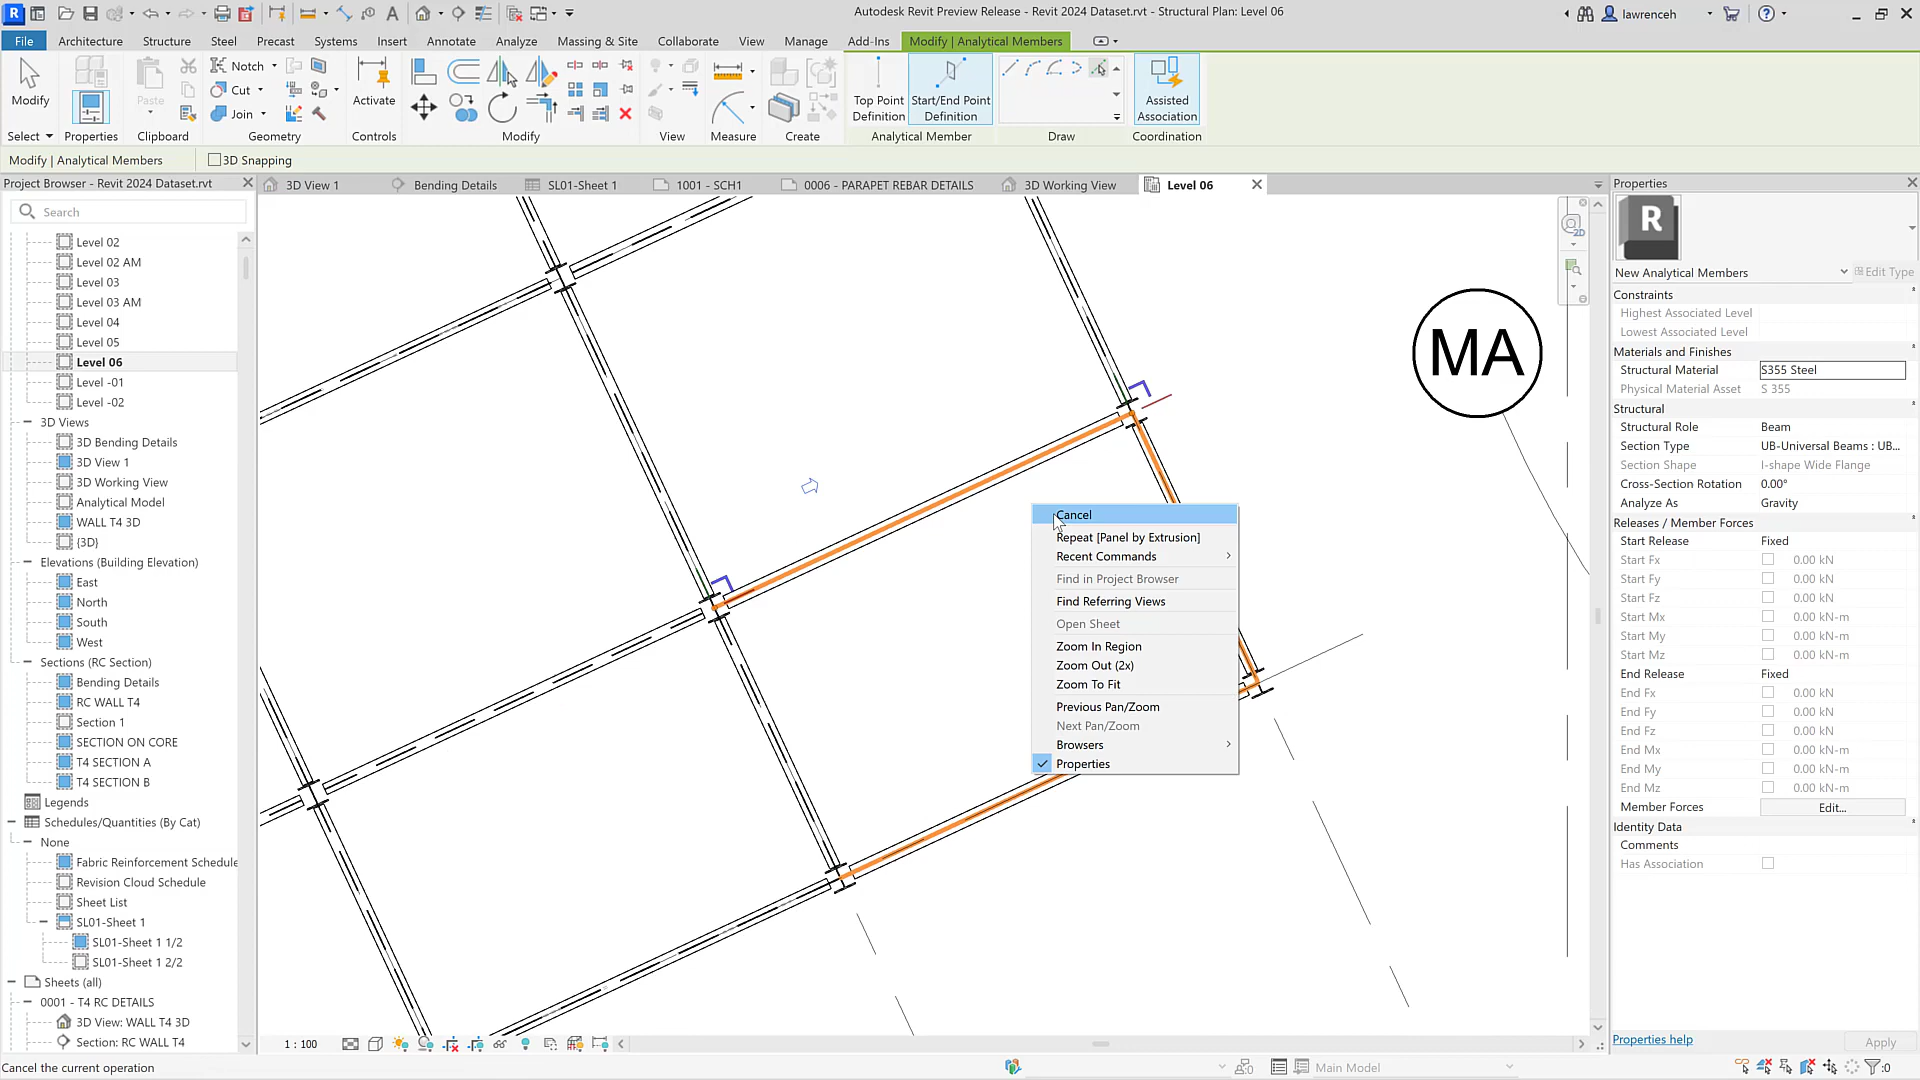 Autodesk Revit Preview Release - Revit 2024 Dataset.rvt - Structural Plan: Level 06
lawrenceh
File
Architecture
Structure
Steel
Precast
Systems
Insert
Annotate
Analyze
Massing & Site
Collaborate
View
Manage
Add-Ins
Modify | Analytical Members
Modify
Paste
Notch
Cut
Join
Activate
Top Point
Definition
Start/End Point
Definition
Assisted
Association
Select
Properties
Clipboard
Geometry
Controls
Modify
View
Measure
Create
Analytical Member
Draw
Coordination
Modify | Analytical Members
3D Snapping
Project Browser - Revit 2024 Dataset.rvt
3D View 1
Bending Details
SL01-Sheet 1
1001 - SCH1
0006 - PARAPET REBAR DETAILS
3D Working View
Level 06
Search
Level 02
Level 02 AM
Level 03
Level 03 AM
Level 04
Level 05
Level 06
Level -01
Level -02
3D Views
3D Bending Details
3D View 1
3D Working View
Analytical Model
WALL T4 3D
{3D}
Elevations (Building Elevation)
East
North
South
West
Sections (RC Section)
Bending Details
RC WALL T4
Section 1
SECTION ON CORE
T4 SECTION A
T4 SECTION B
Legends
Schedules/Quantities (By Cat)
None
Fabric Reinforcement Schedule
Revision Cloud Schedule
Sheet List
SL01-Sheet 1
SL01-Sheet 1 1/2
SL01-Sheet 1 2/2
Sheets (all)
0001 - T4 RC DETAILS
3D View: WALL T4 3D
Section: RC WALL T4
MA
2D
Cancel
Repeat [Panel by Extrusion]
Recent Commands
Find in Project Browser
Find Referring Views
Open Sheet
Zoom In Region
Zoom Out (2x)
Zoom To Fit
Previous Pan/Zoom
Next Pan/Zoom
Browsers
Properties
Properties
R
New Analytical Members
Edit Type
Constraints
Highest Associated Level
Lowest Associated Level
Materials and Finishes
Structural Material S355 Steel
Physical Material Asset S 355
Structural
Structural Role Beam
Section Type UB-Universal Beams : UB...
Section Shape I-shape Wide Flange
Cross-Section Rotation 0.00°
Analyze As Gravity
Releases / Member Forces
Start Release Fixed
Start Fx 0.00 kN
Start Fy 0.00 kN
Start Fz 0.00 kN
Start Mx 0.00 kN-m
Start My 0.00 kN-m
Start Mz 0.00 kN-m
End Release Fixed
End Fx 0.00 kN
End Fy 0.00 kN
End Fz 0.00 kN
End Mx 0.00 kN-m
End My 0.00 kN-m
End Mz 0.00 kN-m
Member Forces Edit...
Identity Data
Comments
Has Association
Properties help
Apply
1 : 100
Cancel the current operation
Main Model
:0